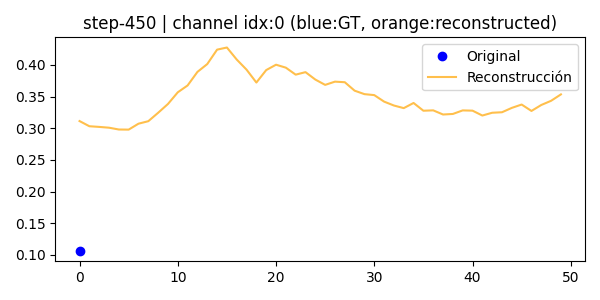 step-450 | channel idx:0 (blue:GT, orange:reconstructed)
Original
Reconstrucción
0.40
0.35
0.30
0.25
0.20
0.15
0.10
0 10 20 30 40 50